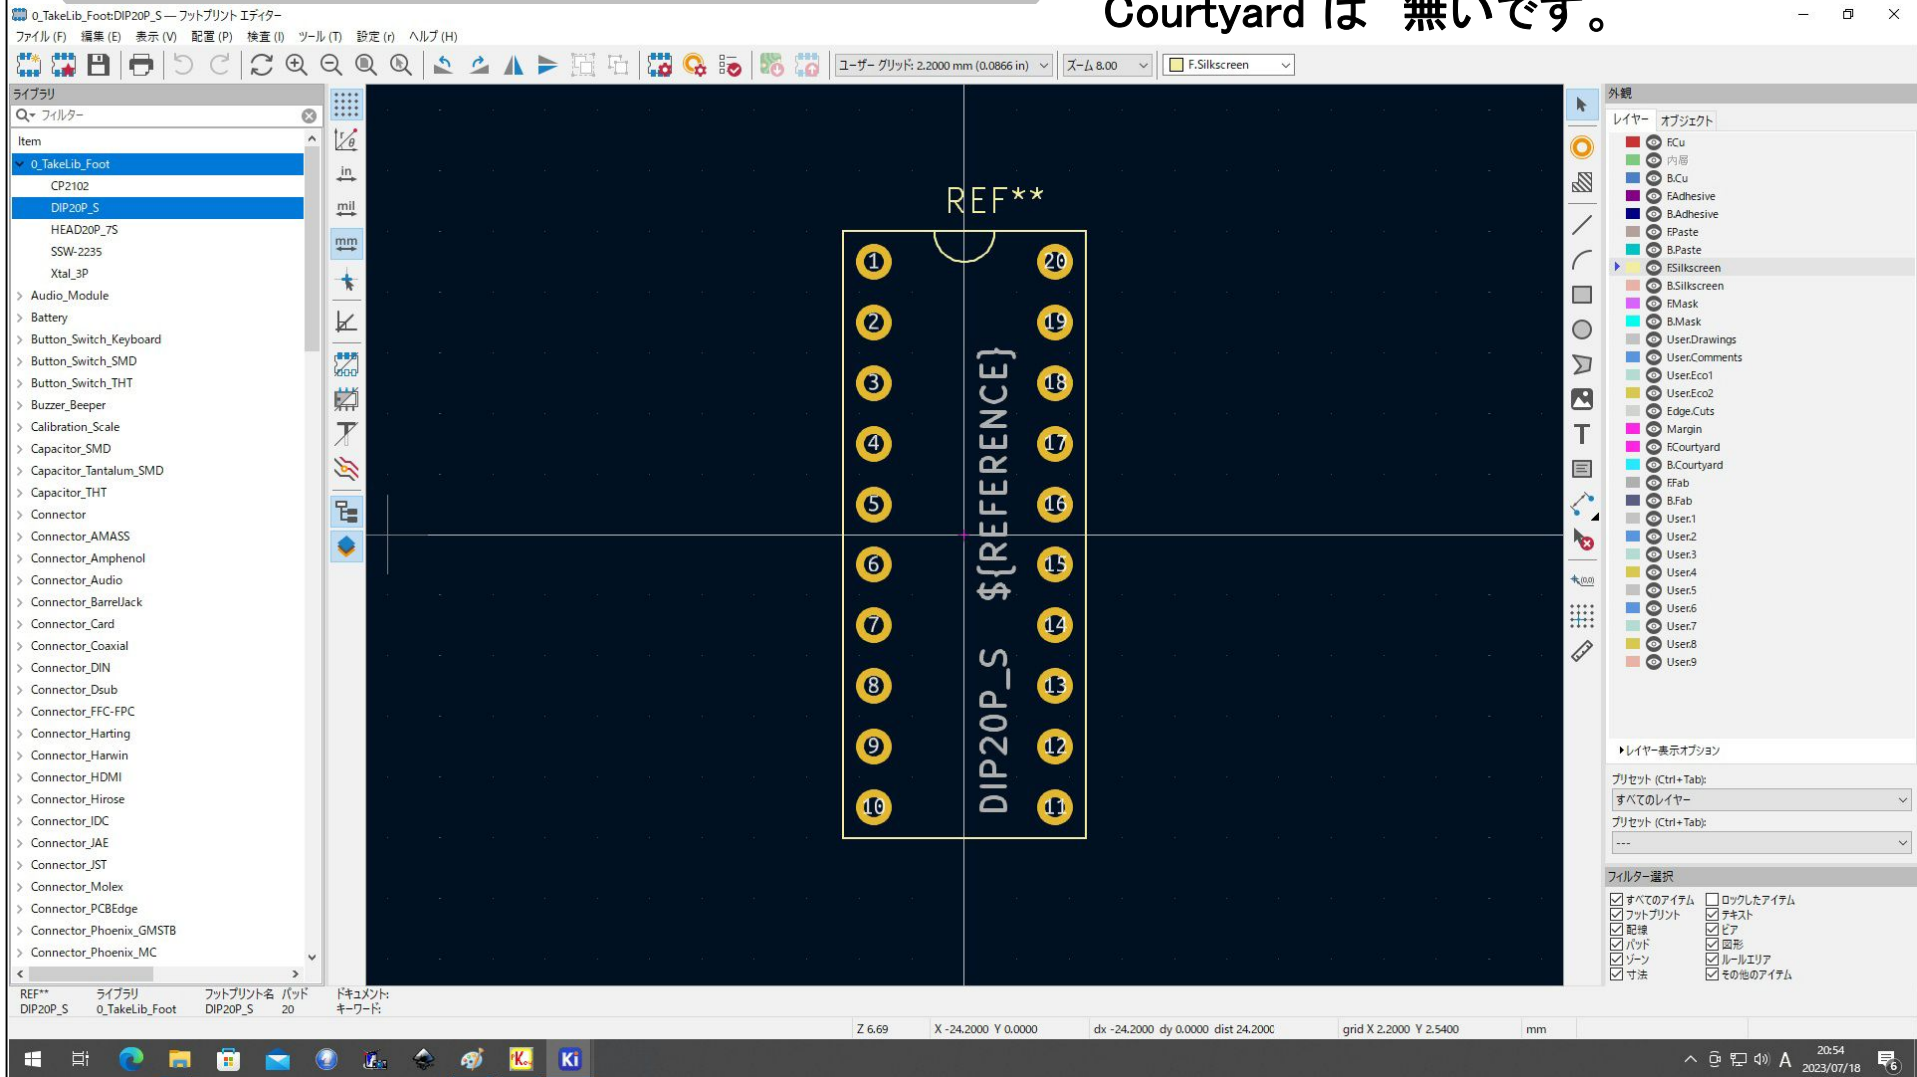 Courtyard は 無いです。
0_TakeLib_Foot:DIP20P_S — フットプリント エディター
ファイル (F) 編集 (E) 表示 (V) 配置 (P) 検査 (I) ツール (T) 設定 (r) ヘルプ (H)
ユーザー グリッド: 2.2000 mm (0.0866 in)
ズーム 8.00
F.Silkscreen
ライブラリ
フィルター
Item
0_TakeLib_Foot
CP2102
DIP20P_S
HEAD20P_7S
SSW-2235
Xtal_3P
Audio_Module
Battery
Button_Switch_Keyboard
Button_Switch_SMD
Button_Switch_THT
Buzzer_Beeper
Calibration_Scale
Capacitor_SMD
Capacitor_Tantalum_SMD
Capacitor_THT
Connector
Connector_AMASS
Connector_Amphenol
Connector_Audio
Connector_BarrelJack
Connector_Card
Connector_Coaxial
Connector_DIN
Connector_Dsub
Connector_FFC-FPC
Connector_Harting
Connector_Harwin
Connector_HDMI
Connector_Hirose
Connector_IDC
Connector_JAE
Connector_JST
Connector_Molex
Connector_PCBEdge
Connector_Phoenix_GMSTB
Connector_Phoenix_MC
in
mil
mm
REF**
1 20
2 19
3 18
4 17
5 16
6 15
7 14
8 13
9 12
10 11
DIP20P_S ${REFERENCE}
T
(0,0)
外観
レイヤー オブジェクト
F.Cu
内層
B.Cu
F.Adhesive
B.Adhesive
F.Paste
B.Paste
F.Silkscreen
B.Silkscreen
F.Mask
B.Mask
User.Drawings
User.Comments
User.Eco1
User.Eco2
Edge.Cuts
Margin
F.Courtyard
B.Courtyard
F.Fab
B.Fab
User.1
User.2
User.3
User.4
User.5
User.6
User.7
User.8
User.9
レイヤー表示オプション
プリセット (Ctrl+Tab):
すべてのレイヤー
プリセット (Ctrl+Tab):
---
フィルター選択
すべてのアイテム ロックしたアイテム
フットプリント テキスト
配線 ビア
パッド 図形
ゾーン ルールエリア
寸法 その他のアイテム
REF** ライブラリ フットプリント名 パッド ドキュメント:
DIP20P_S 0_TakeLib_Foot DIP20P_S 20 キーワード:
Z 6.69 X -24.2000 Y 0.0000 dx -24.2000 dy 0.0000 dist 24.2000 grid X 2.2000 Y 2.5400 mm
Ki
A
20:54
2023/07/18
6